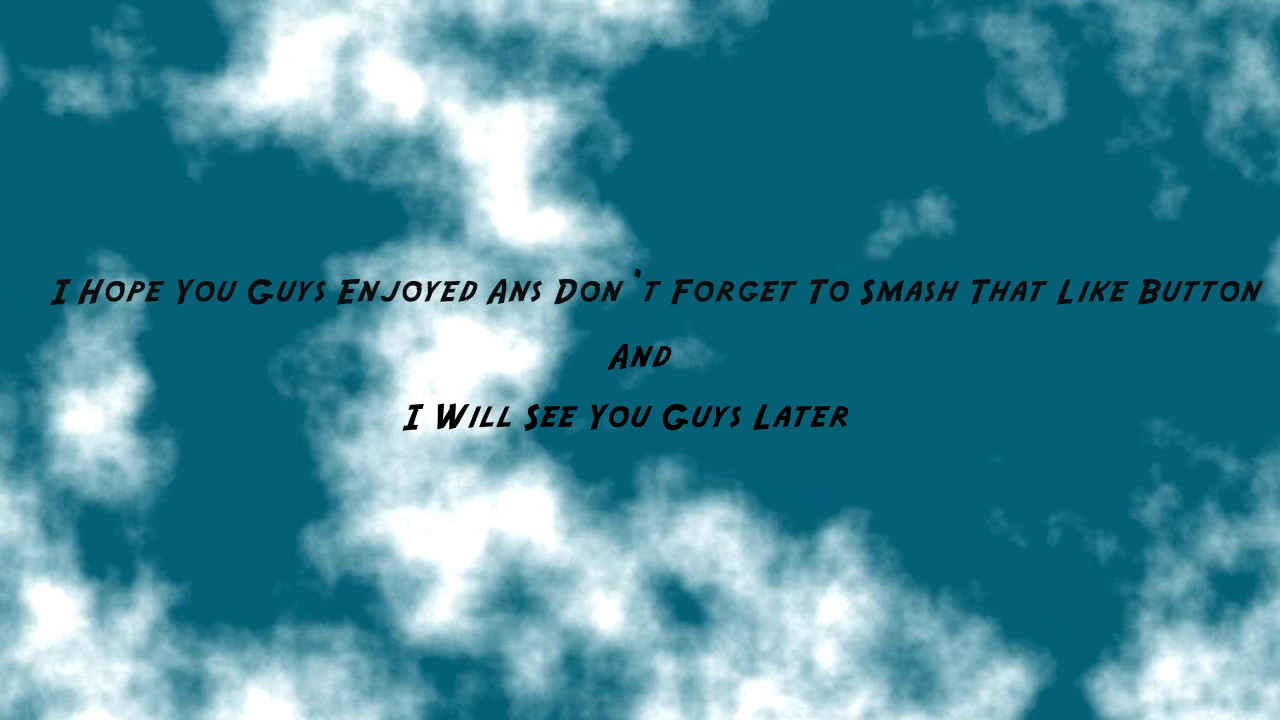 I Hope You Guys Enjoyed Ans Don`t Forget To Smash That Like Button
And
I Will See You Guys Later